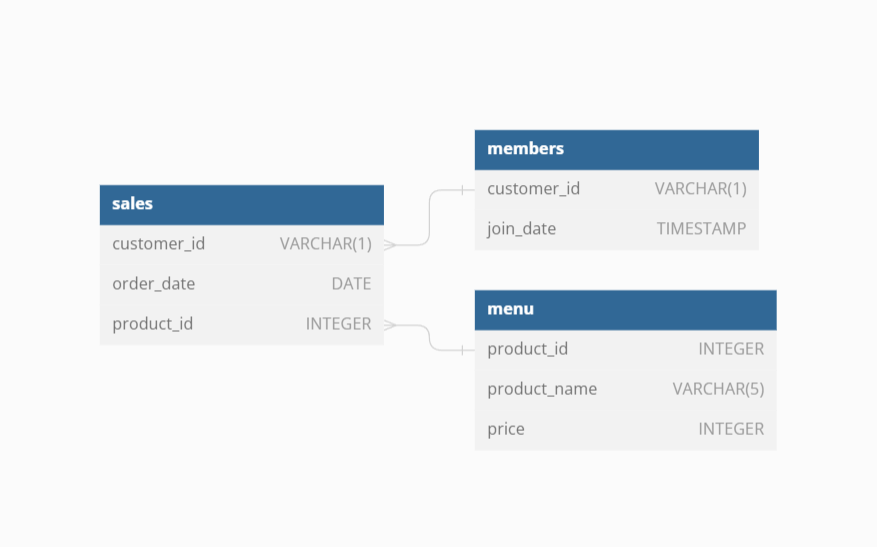 sales
customer_id VARCHAR(1)
order_date DATE
product_id INTEGER
members
customer_id VARCHAR(1)
join_date TIMESTAMP
menu
product_id INTEGER
product_name VARCHAR(5)
price INTEGER